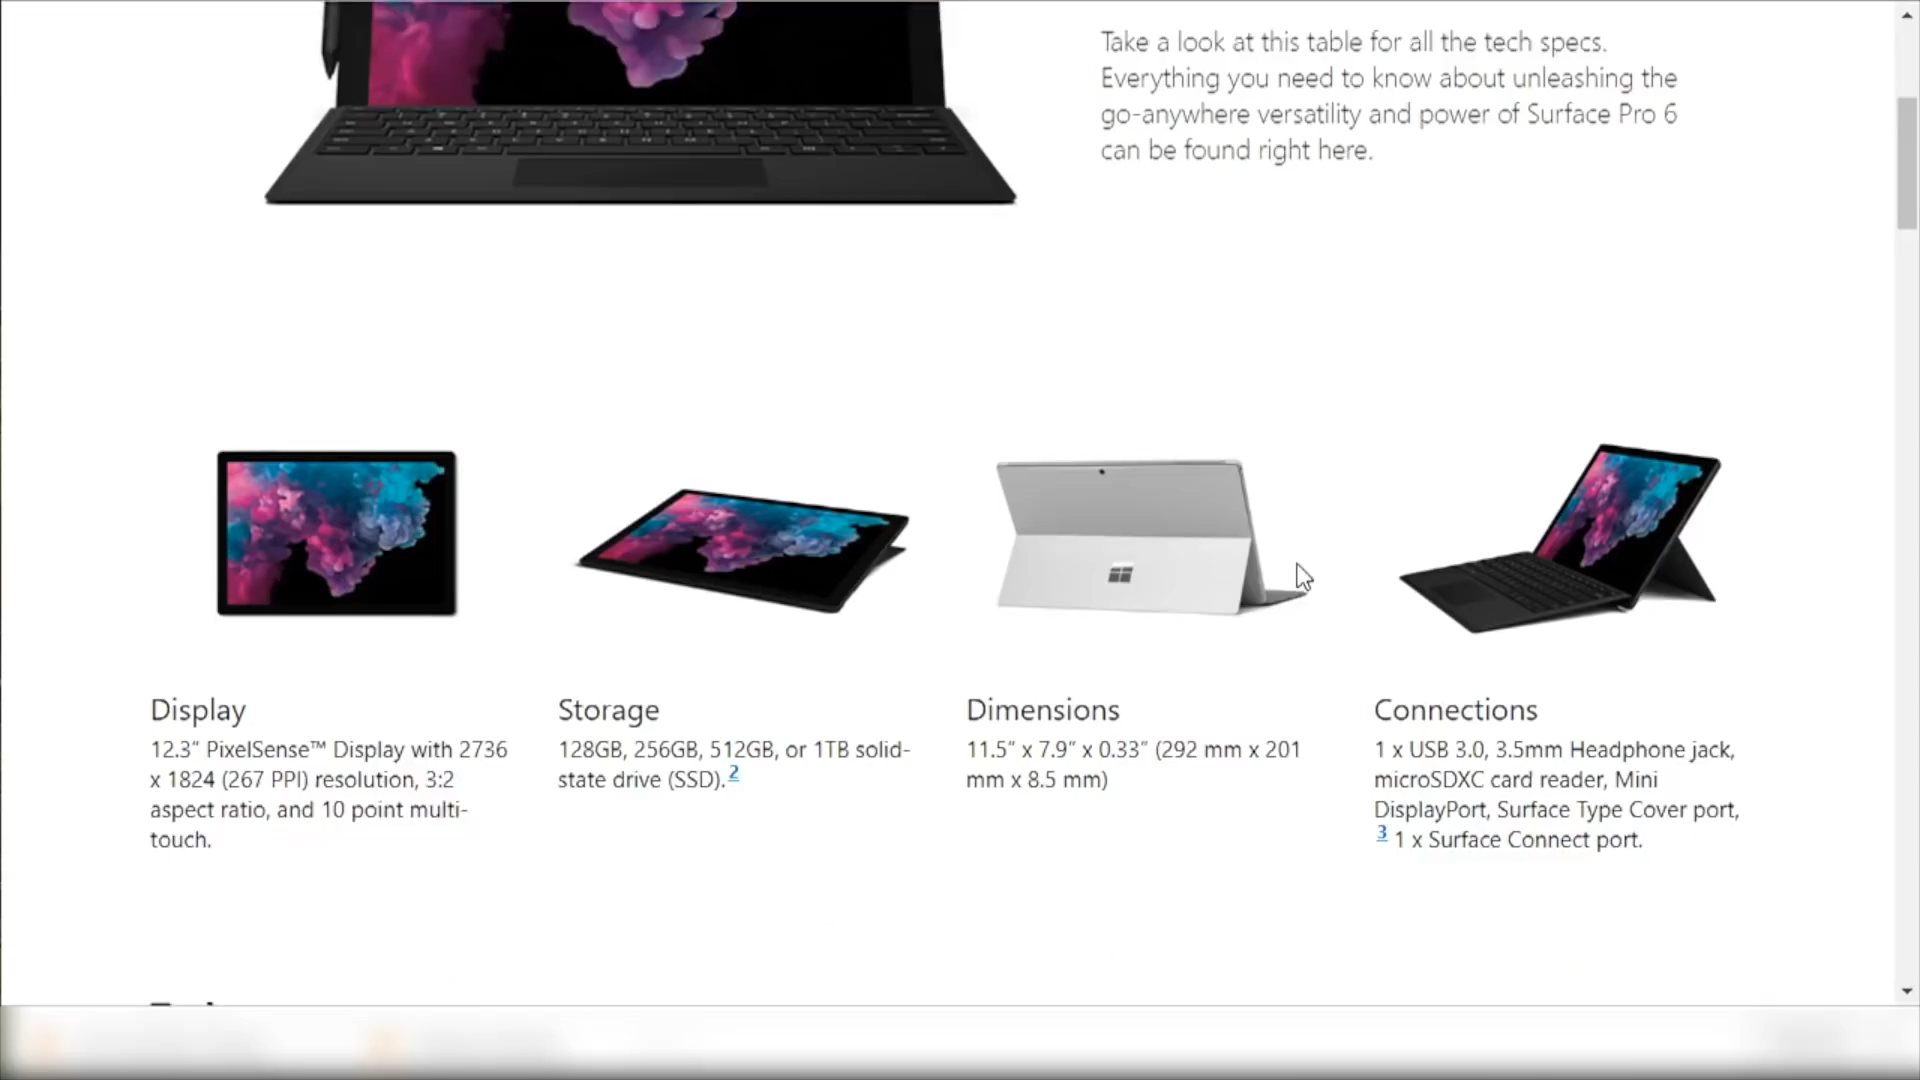 Take a look at this table for all the tech specs.
Everything you need to know about unleashing the
go-anywhere versatility and power of Surface Pro 6
can be found right here.
Display
12.3” PixelSense™ Display with 2736
x 1824 (267 PPI) resolution, 3:2
aspect ratio, and 10 point multi-
touch.
Storage
128GB, 256GB, 512GB, or 1TB solid-
state drive (SSD).2
Dimensions
11.5” x 7.9” x 0.33” (292 mm x 201
mm x 8.5 mm)
Connections
1 x USB 3.0, 3.5mm Headphone jack,
microSDXC card reader, Mini
DisplayPort, Surface Type Cover port,
3 1 x Surface Connect port.